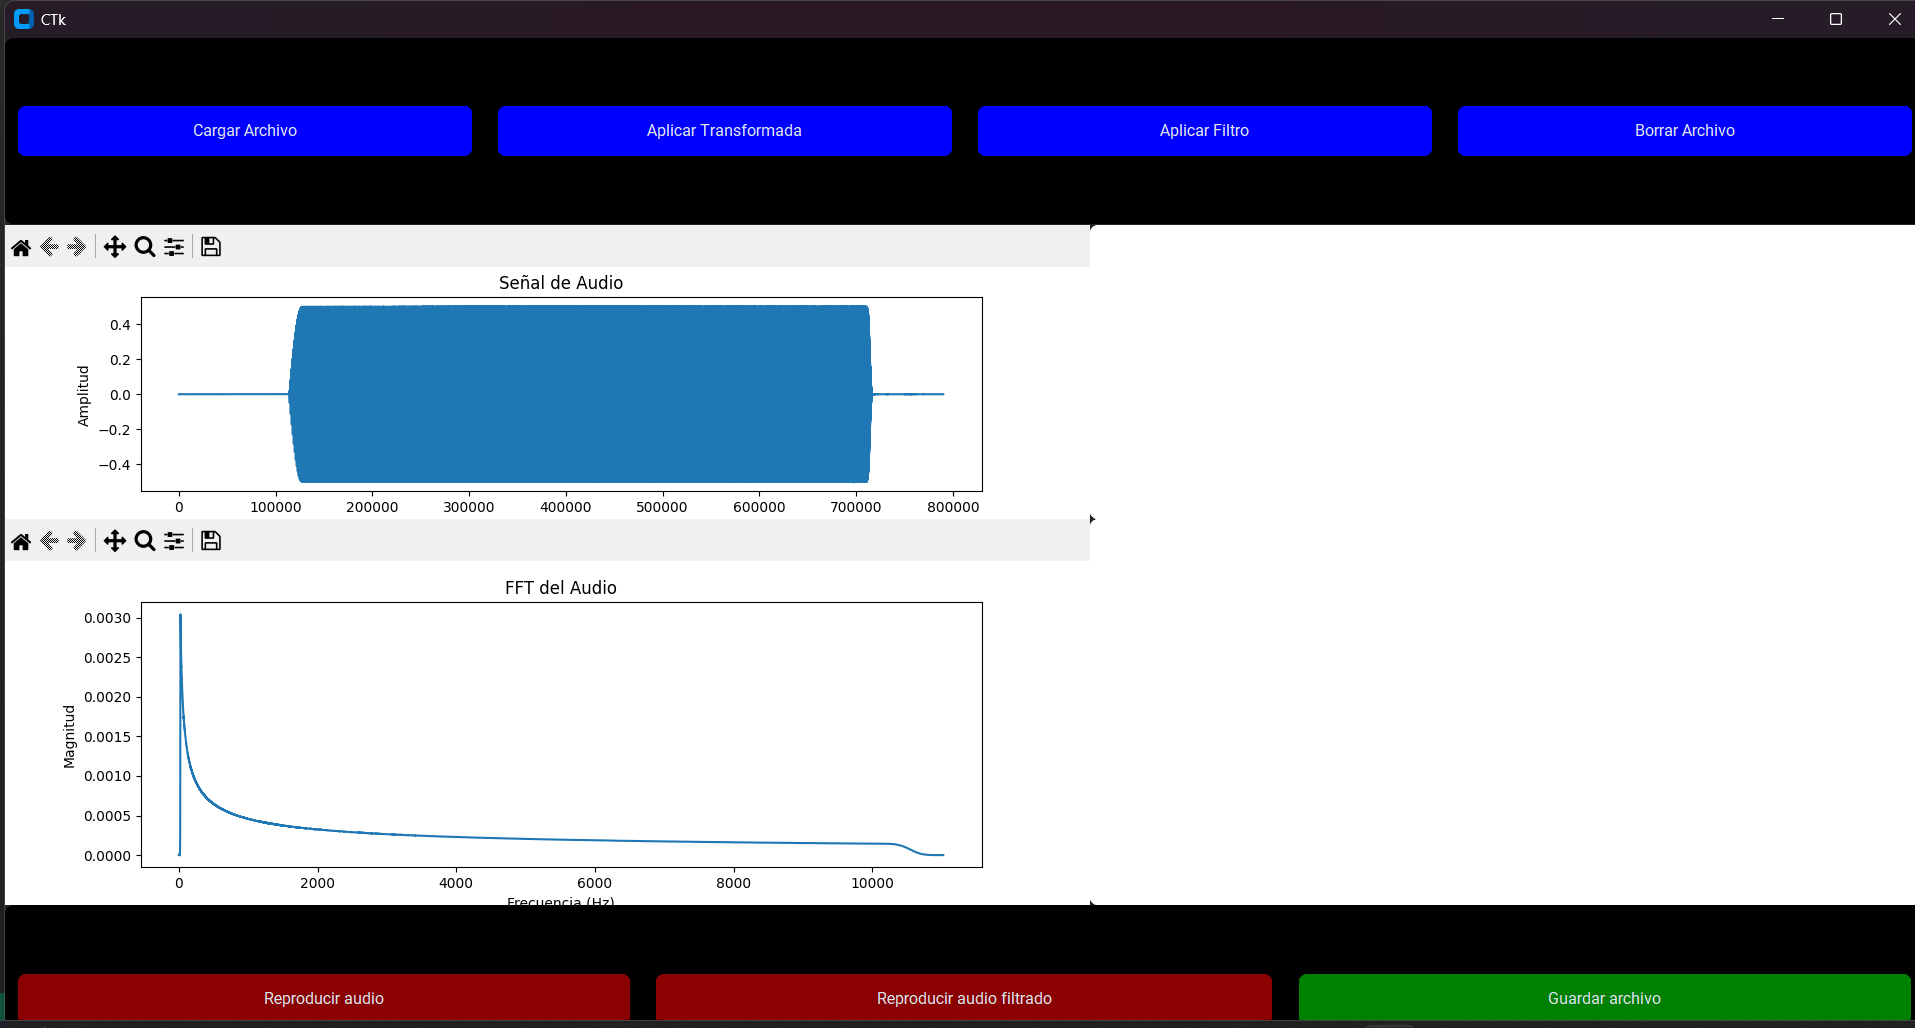 CTk
Cargar Archivo
Aplicar Transformada
Aplicar Filtro
Borrar Archivo
Señal de Audio
Amplitud
0.4
0.2
0.0
−0.2
−0.4
0 100000 200000 300000 400000 500000 600000 700000 800000
FFT del Audio
Magnitud
0.0030
0.0025
0.0020
0.0015
0.0010
0.0005
0.0000
0 2000 4000 6000 8000 10000
Frecuencia (Hz)
Reproducir audio
Reproducir audio filtrado
Guardar archivo